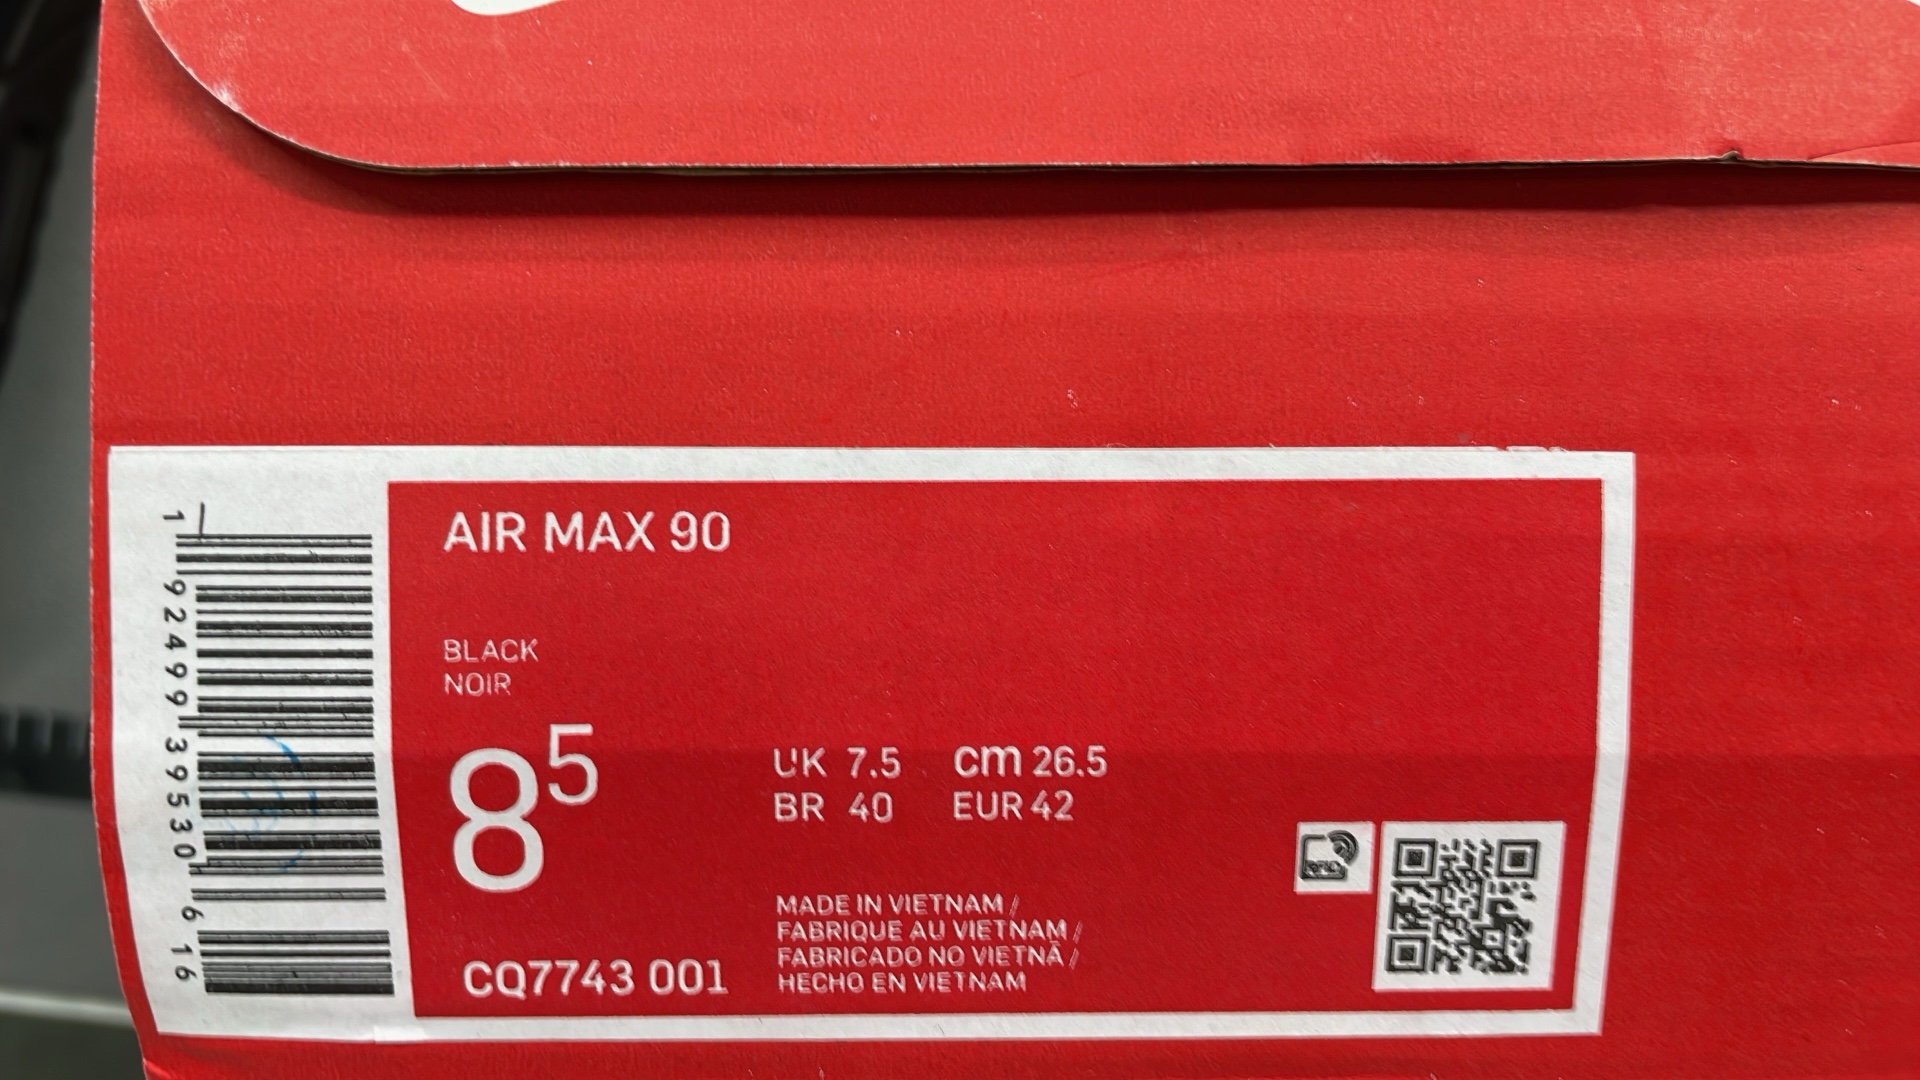 AIR MAX 90
BLACK
NOIR
8 5
UK 7.5 cm 26.5
BR 40 EUR 42
MADE IN VIETNAM /
FABRIQUE AU VIETNAM /
FABRICADO NO VIETNÃ /
HECHO EN VIETNAM
CQ7743 001
RFID
1 92499 39530 6 16